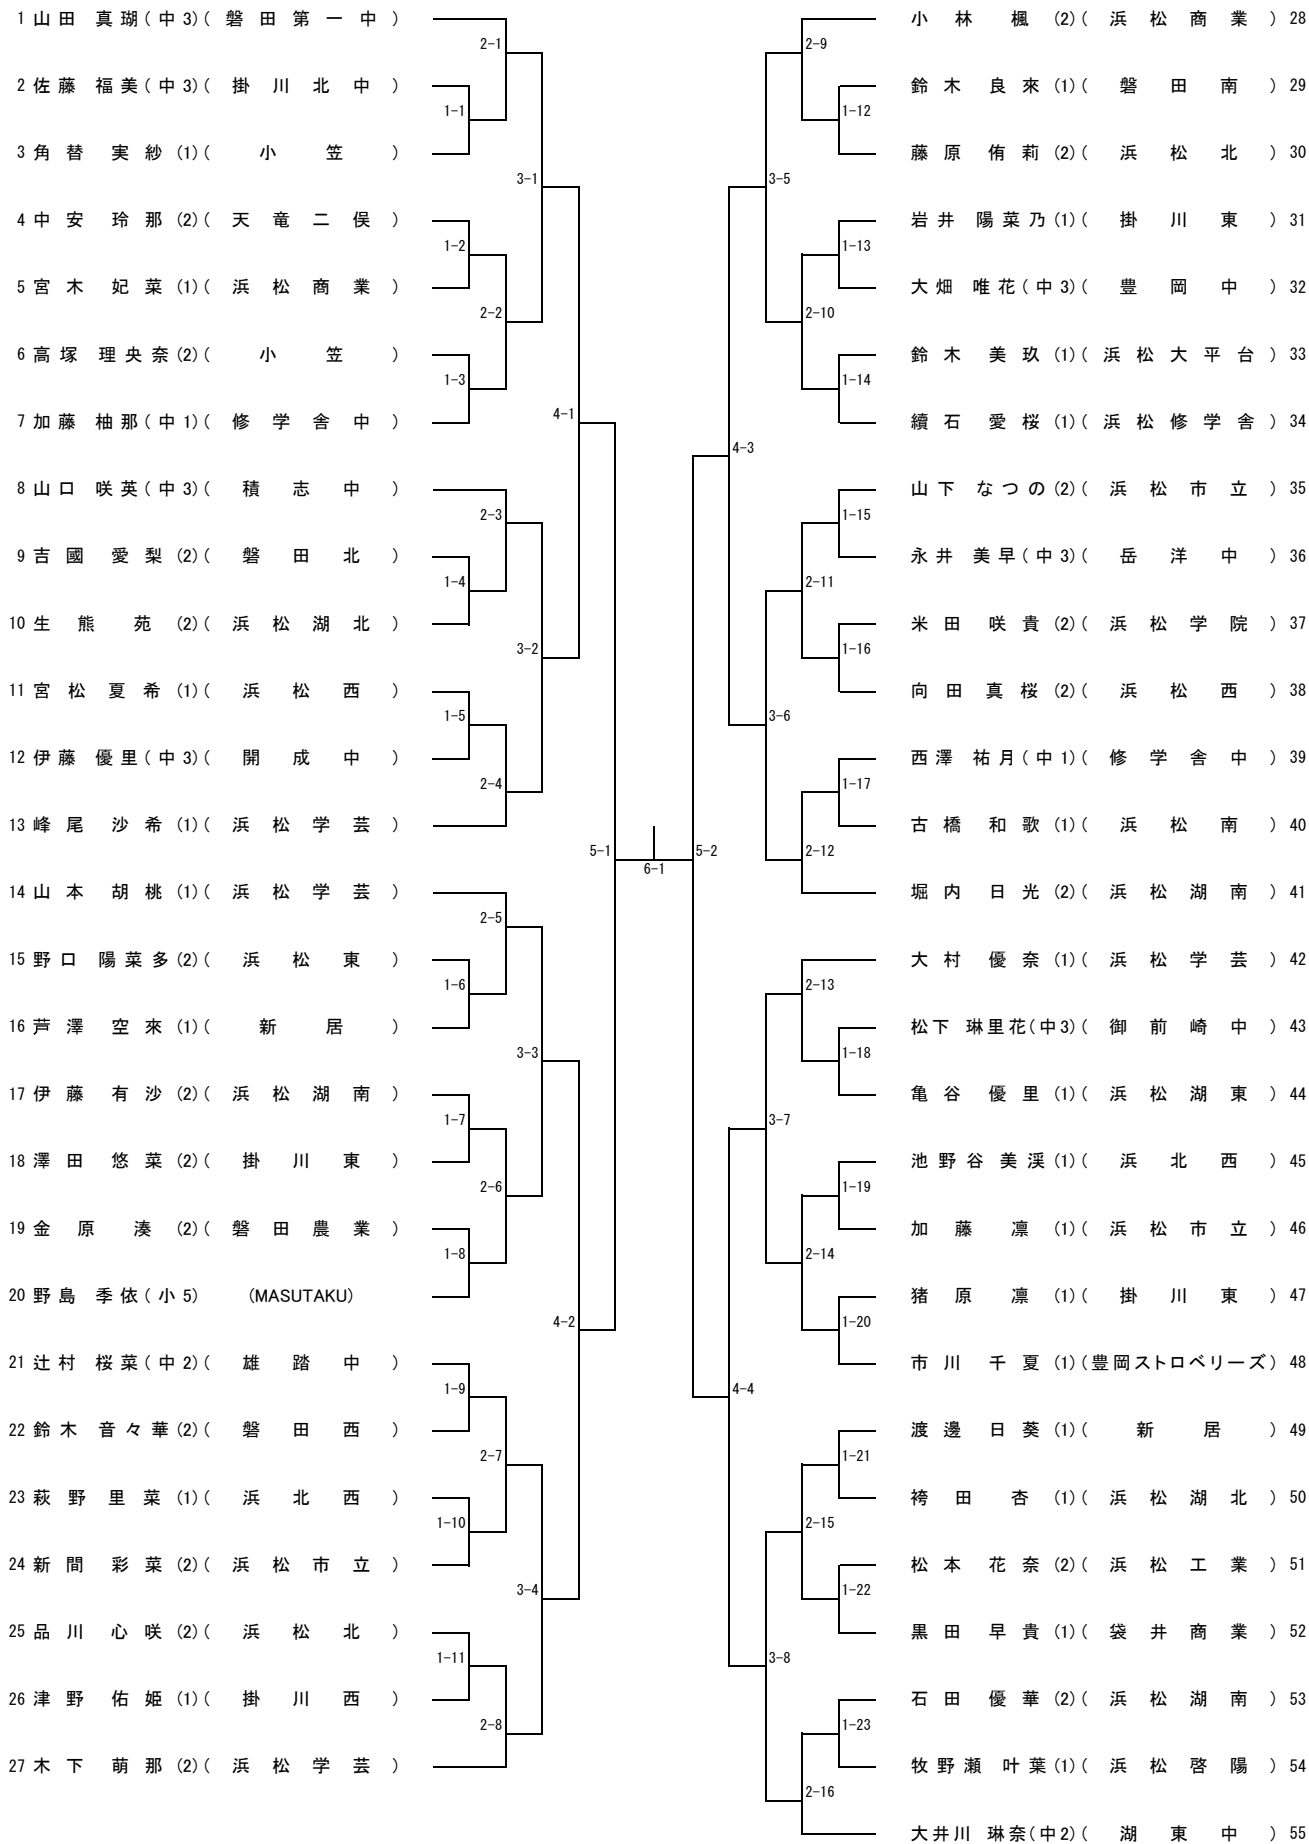 1 山田 真瑚(中3)(磐田第一中)
2-1
2 佐藤 福美(中3)(掛川北中)
1-1
3 角替 実紗(1)(小笠)
3-1
4 中安 玲那(2)(天竜二俣)
1-2
5 宮木 妃菜(1)(浜松商業)
2-2
6 高塚 理央奈(2)(小笠)
1-3
7 加藤 柚那(中1)(修学舎中)
4-1
8 山口 咲英(中3)(積志中)
2-3
9 吉國 愛梨(2)(磐田北)
1-4
10 生熊 苑(2)(浜松湖北)
3-2
11 宮松 夏希(1)(浜松西)
1-5
12 伊藤 優里(中3)(開成中)
2-4
13 峰尾 沙希(1)(浜松学芸)
5-1
14 山本 胡桃(1)(浜松学芸)
2-5
15 野口 陽菜多(2)(浜松東)
1-6
16 芦澤 空來(1)(新居)
3-3
17 伊藤 有沙(2)(浜松湖南)
1-7
18 澤田 悠菜(2)(掛川東)
2-6
19 金原 湊(2)(磐田農業)
1-8
20 野島 季依(小5) (MASUTAKU)
4-2
21 辻村 桜菜(中2)(雄踏中)
1-9
22 鈴木 音々華(2)(磐田西)
2-7
23 萩野 里菜(1)(浜北西)
1-10
24 新間 彩菜(2)(浜松市立)
3-4
25 品川 心咲(2)(浜松北)
1-11
26 津野 佑姫(1)(掛川西)
2-8
27 木下 萌那(2)(浜松学芸)
6-1
小林 楓(2)(浜松商業) 28
2-9
鈴木 良來(1)(磐田南) 29
1-12
藤原 侑莉(2)(浜松北) 30
3-5
岩井 陽菜乃(1)(掛川東) 31
1-13
大畑 唯花(中3)(豊岡中) 32
2-10
鈴木 美玖(1)(浜松大平台) 33
1-14
續石 愛桜(1)(浜松修学舎) 34
4-3
山下 なつの(2)(浜松市立) 35
1-15
永井 美早(中3)(岳洋中) 36
2-11
米田 咲貴(2)(浜松学院) 37
1-16
向田 真桜(2)(浜松西) 38
3-6
西澤 祐月(中1)(修学舎中) 39
1-17
古橋 和歌(1)(浜松南) 40
5-2
2-12
堀内 日光(2)(浜松湖南) 41
大村 優奈(1)(浜松学芸) 42
2-13
松下 琳里花(中3)(御前崎中) 43
1-18
亀谷 優里(1)(浜松湖東) 44
3-7
池野谷 美渓(1)(浜北西) 45
1-19
加藤 凛(1)(浜松市立) 46
2-14
猪原 凛(1)(掛川東) 47
1-20
市川 千夏(1)(豊岡ストロベリーズ) 48
4-4
渡邊 日葵(1)(新居) 49
1-21
袴田 杏(1)(浜松湖北) 50
2-15
松本 花奈(2)(浜松工業) 51
1-22
黒田 早貴(1)(袋井商業) 52
3-8
石田 優華(2)(浜松湖南) 53
1-23
牧野瀬 叶葉(1)(浜松啓陽) 54
2-16
大井川 琳奈(中2)(湖東中) 55